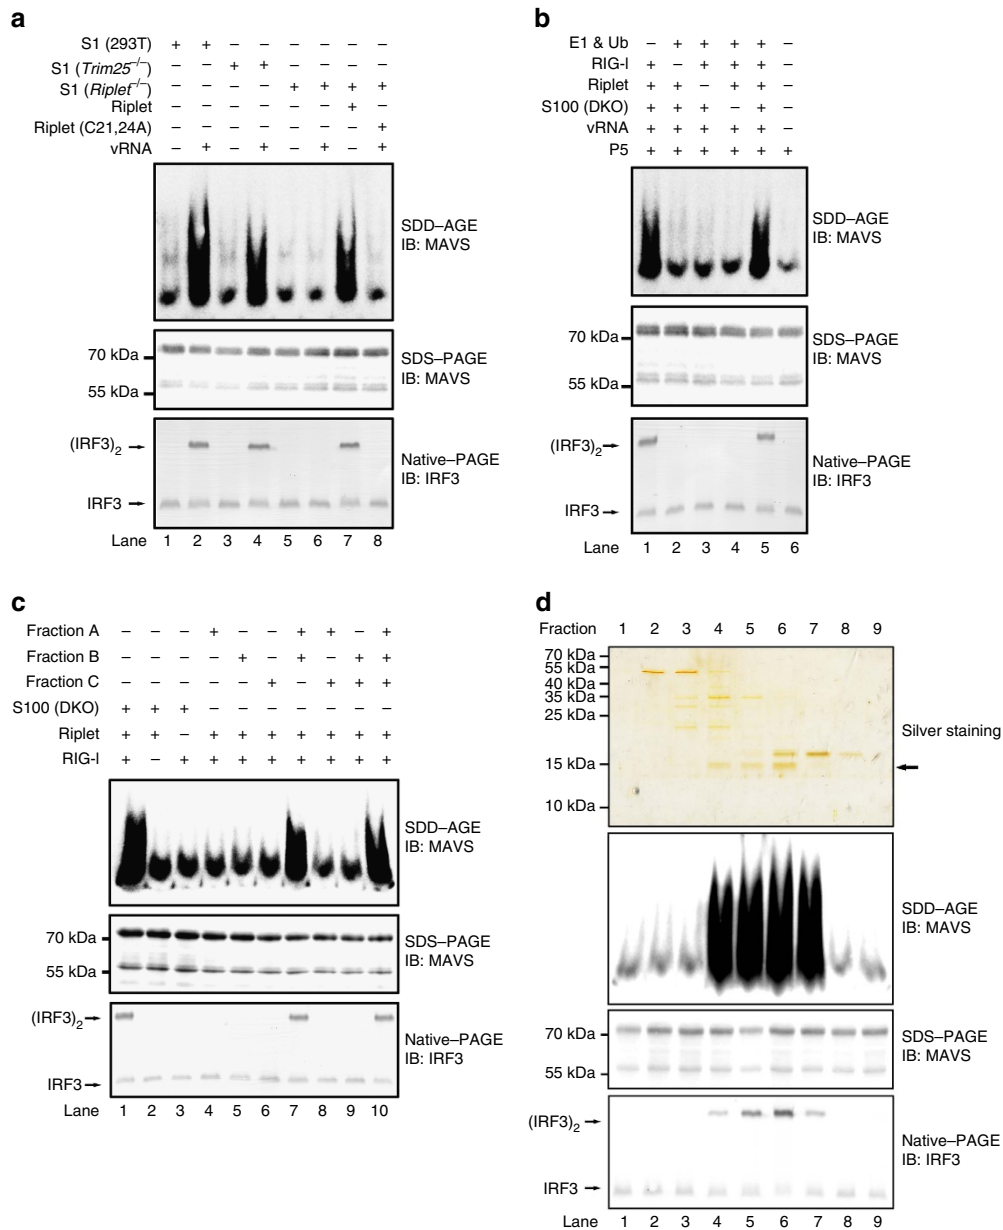 a
S1 (293T) + + – – – – – –
S1 (Trim25–/–) – – + + – – – –
S1 (Riplet–/–) – – – – + + + +
Riplet – – – – – – + –
Riplet (C21,24A) – – – – – – – +
vRNA – + – + – + + +
SDD–AGE
IB: MAVS
70 kDa
55 kDa
SDS–PAGE
IB: MAVS
(IRF3)2
IRF3
Native–PAGE
IB: IRF3
Lane 1 2 3 4 5 6 7 8
b
E1 & Ub – + + + + –
RIG-I + – + + + –
Riplet + + – + + –
S100 (DKO) + + + – + –
vRNA + + + + + –
P5 + + + + + +
SDD–AGE
IB: MAVS
70 kDa
55 kDa
SDS–PAGE
IB: MAVS
(IRF3)2
IRF3
Native–PAGE
IB: IRF3
Lane 1 2 3 4 5 6
c
Fraction A – – – + – – + + – +
Fraction B – – – – + – + – + +
Fraction C – – – – – + – + + +
S100 (DKO) + + + – – – – – – –
Riplet + + – + + + + + + +
RIG-I + – + + + + + + + +
SDD–AGE
IB: MAVS
70 kDa
55 kDa
SDS–PAGE
IB: MAVS
(IRF3)2
IRF3
Native–PAGE
IB: IRF3
Lane 1 2 3 4 5 6 7 8 9 10
d
Fraction 1 2 3 4 5 6 7 8 9
70 kDa
55 kDa
40 kDa
35 kDa
25 kDa
15 kDa
10 kDa
Silver staining
SDD–AGE
IB: MAVS
70 kDa
55 kDa
SDS–PAGE
IB: MAVS
(IRF3)2
IRF3
Native–PAGE
IB: IRF3
Lane 1 2 3 4 5 6 7 8 9